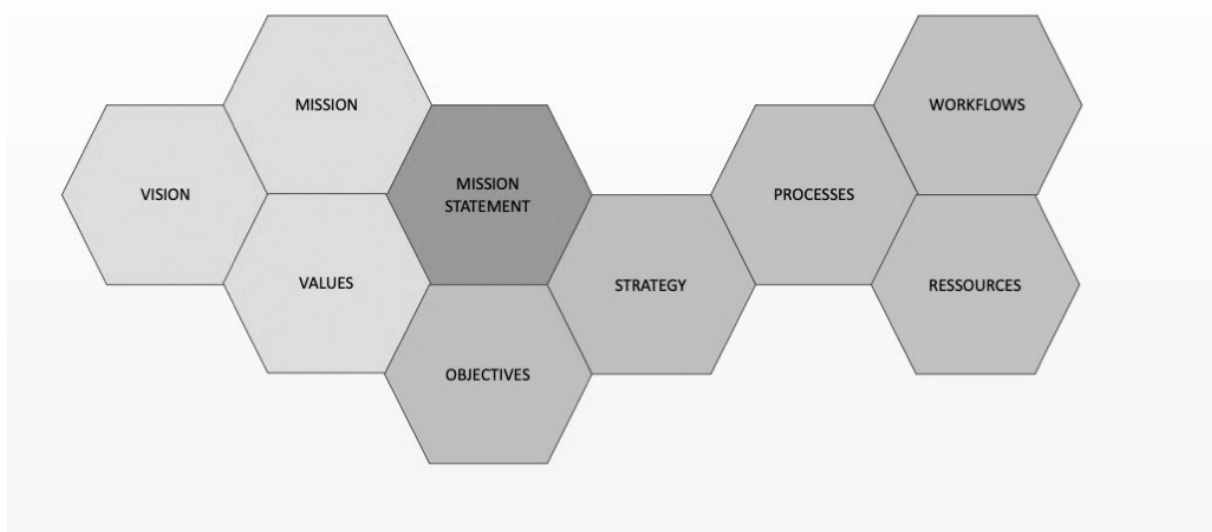 VISION
MISSION
VALUES
MISSION
STATEMENT
OBJECTIVES
STRATEGY
PROCESSES
WORKFLOWS
RESSOURCES